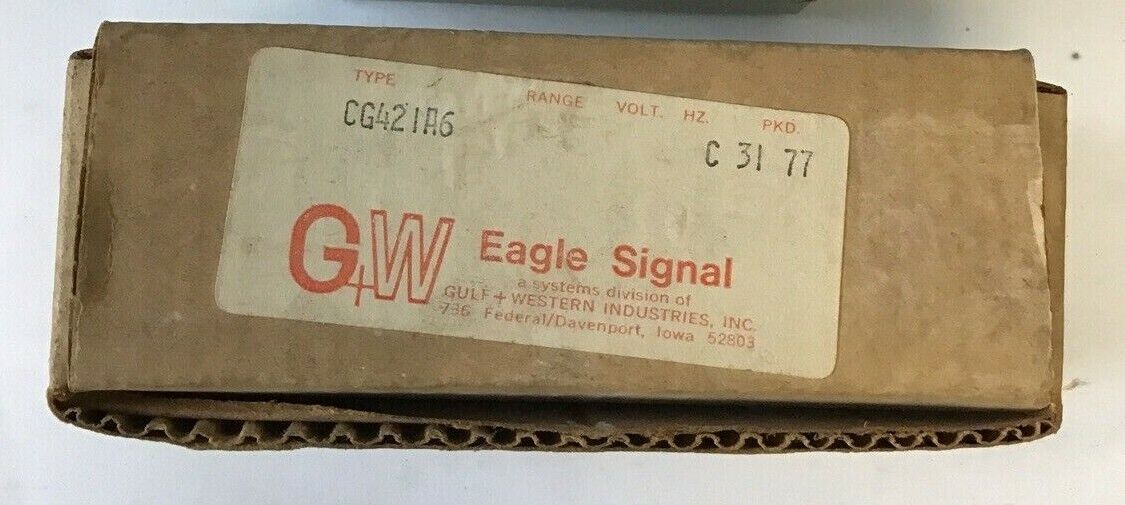 TYPE RANGE VOLT. HZ. PKD.
CG421A6 C 31 77
G+W Eagle Signal
a systems division of
GULF + WESTERN INDUSTRIES, INC.
736 Federal/Davenport, Iowa 52803